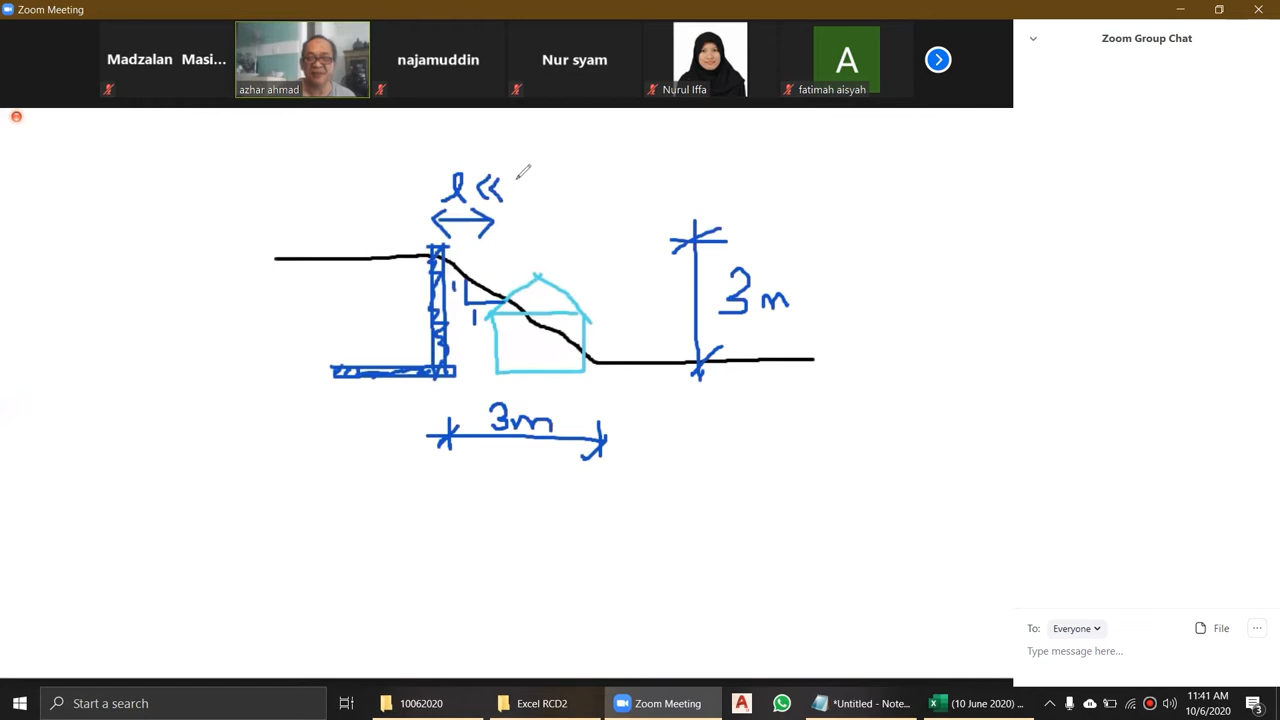 Zoom Meeting
Madzalan Masi...
azhar ahmad
najamuddin
Nur syam
Nurul Iffa
A
fatimah aisyah
Zoom Group Chat
l <<
1
1
3 m
3m
To: Everyone
File
Type message here...
Start a search
10062020
Excel RCD2
Zoom Meeting
*Untitled - Note...
(10 June 2020) ...
11:41 AM
10/6/2020
3